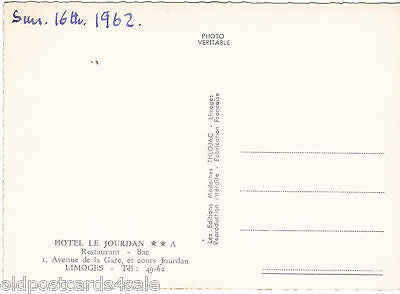 Sun. 16th. 1962.
PHOTO
VERITABLE
Les Editions Modernes THEOJAC - Limoges
Reproduction interdite - Fabrication Française
HOTEL LE JOURDAN ★★ A
Restaurant - Bar
1, Avenue de la Gare, et cours Jourdan
LIMOGES - Tél : 49-62
oldpostcards4sale